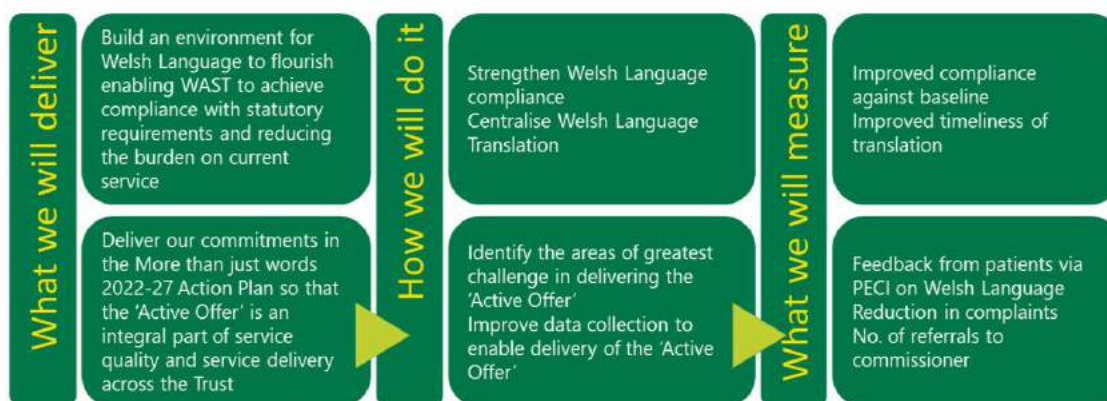 What we will deliver
Build an environment for
Welsh Language to flourish
enabling WAST to achieve
compliance with statutory
requirements and reducing
the burden on current
service
Deliver our commitments in
the More than just words
2022-27 Action Plan so that
the ‘Active Offer’ is an
integral part of service
quality and service delivery
across the Trust
How we will do it
Strengthen Welsh Language
compliance
Centralise Welsh Language
Translation
Identify the areas of greatest
challenge in delivering the
‘Active Offer’
Improve data collection to
enable delivery of the ‘Active
Offer’
What we will measure
Improved compliance
against baseline
Improved timeliness of
translation
Feedback from patients via
PECI on Welsh Language
Reduction in complaints
No. of referrals to
commissioner